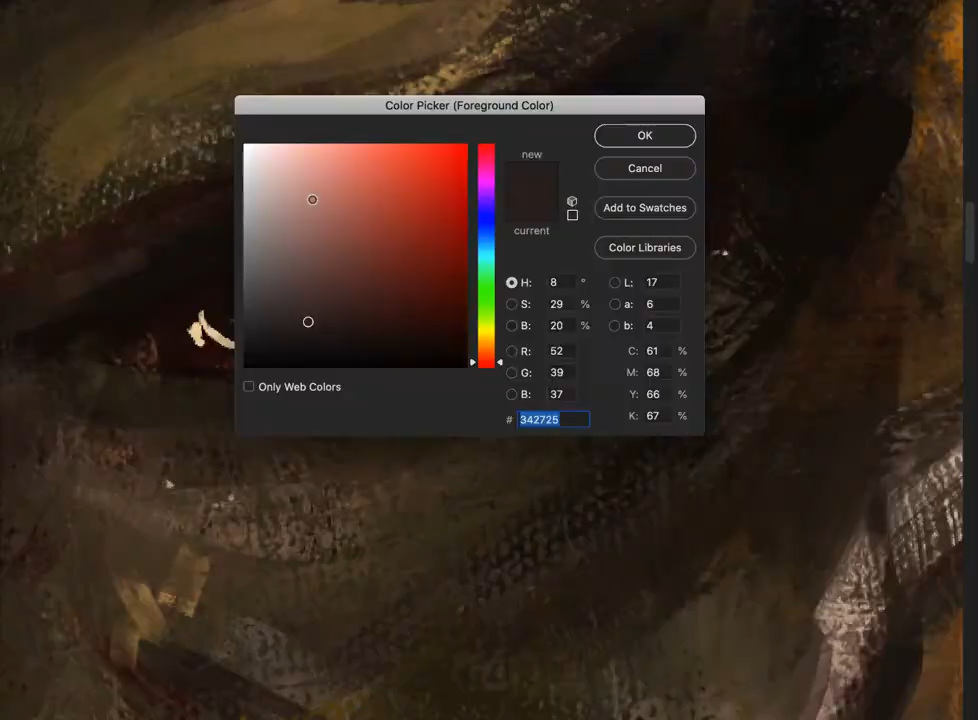 Color Picker (Foreground Color)
OK
new
Cancel
Add to Swatches
current
Color Libraries
H: 8 ° L: 17
S: 29 % a: 6
B: 20 % b: 4
R: 52 C: 61 %
G: 39 M: 68 %
Only Web Colors B: 37 Y: 66 %
# 342725 K: 67 %